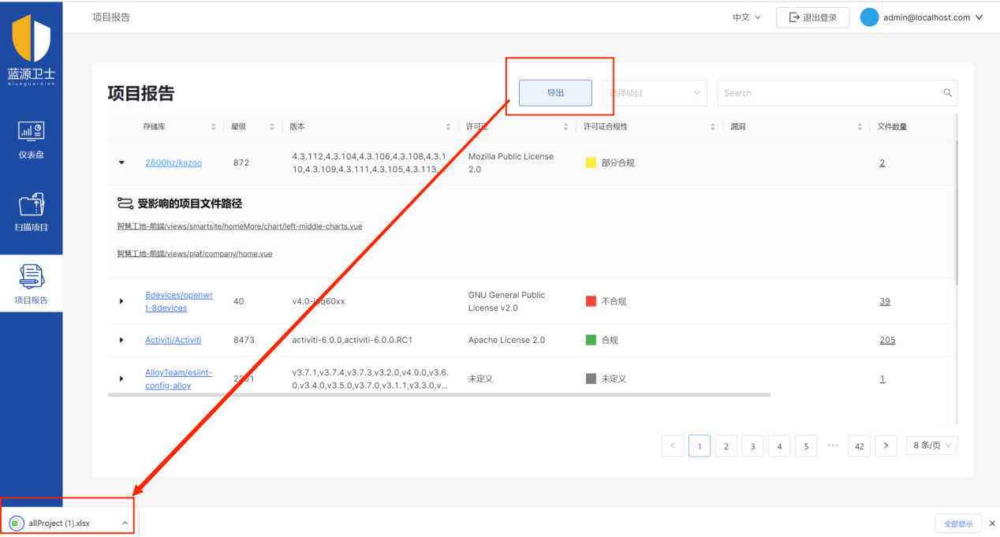 项目报告
中文
退出登录
admin@localhost.com
蓝源卫士
blueguardian
仪表盘
扫描项目
项目报告
项目报告
导出
选择项目
Search
存储库
星级
版本
许可证
许可证合规性
漏洞
文件数量
2600hz/kazoo
872
4.3.112,4.3.104,4.3.106,4.3.108,4.3.1
10,4.3.109,4.3.111,4.3.105,4.3.113,...
Mozilla Public License
2.0
部分合规
2
受影响的项目文件路径
智慧工地-前端/views/smartsite/homeMore/chart/left-middle-charts.vue
智慧工地-前端/views/plaf/company/home.vue
8devices/openwr
t-8devices
40
v4.0-ipq60xx
GNU General Public
License v2.0
不合规
39
Activiti/Activiti
8473
activiti-6.0.0,activiti-6.0.0.RC1
Apache License 2.0
合规
205
AlloyTeam/eslint-
config-alloy
v3.7.1,v3.7.4,v3.7.3,v3.2.0,v4.0.0,v3.6.
0,v3.4.0,v3.5.0,v3.7.0,v3.1.1,v3.3.0,v...
未定义
未定义
1
1
2
3
4
5
···
42
8 条/页
allProject (1).xlsx
全部显示